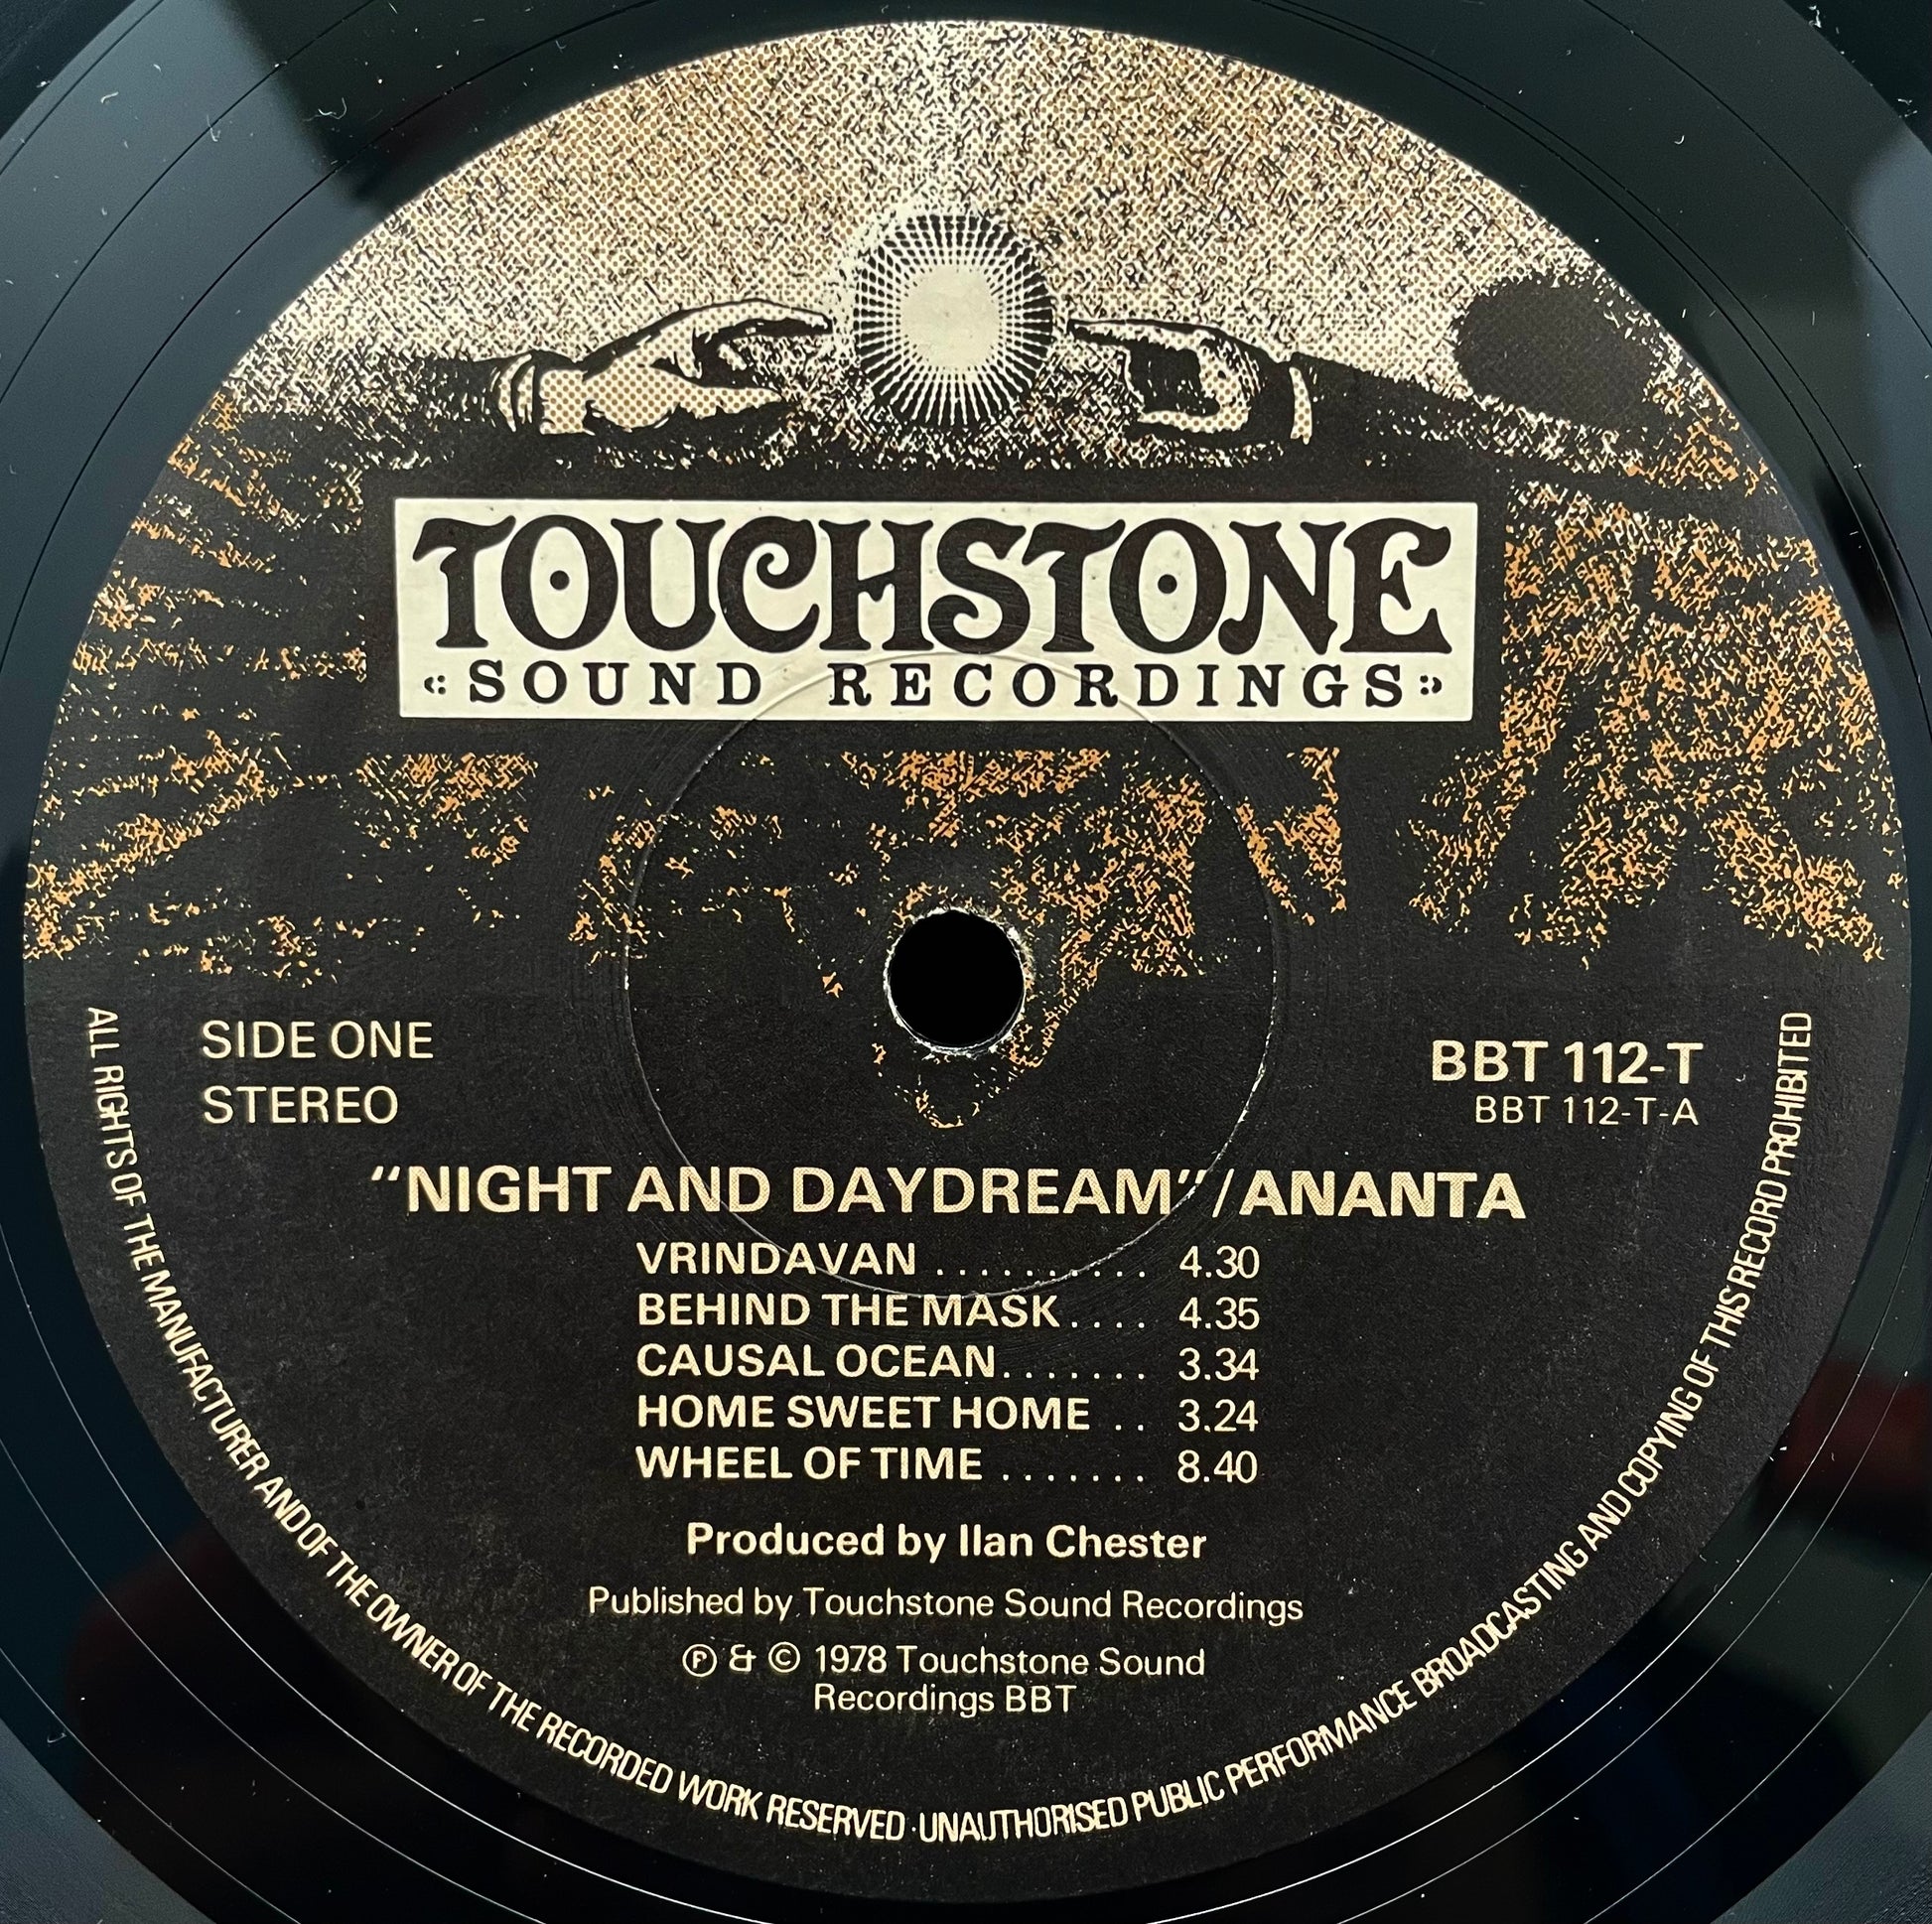 TOUCHSTONE
SOUND RECORDINGS
SIDE ONE
STEREO
BBT 112-T
BBT 112-T-A
"NIGHT AND DAYDREAM"/ANANTA
VRINDAVAN .......... 4.30
BEHIND THE MASK .... 4.35
CAUSAL OCEAN ....... 3.34
HOME SWEET HOME .. 3.24
WHEEL OF TIME ....... 8.40
Produced by Ilan Chester
Published by Touchstone Sound Recordings
Ⓟ & © 1978 Touchstone Sound
Recordings BBT
ALL RIGHTS OF THE MANUFACTURER AND OF THE OWNER OF THE RECORDED WORK RESERVED · UNAUTHORISED PUBLIC PERFORMANCE BROADCASTING AND COPYING OF THIS RECORD PROHIBITED